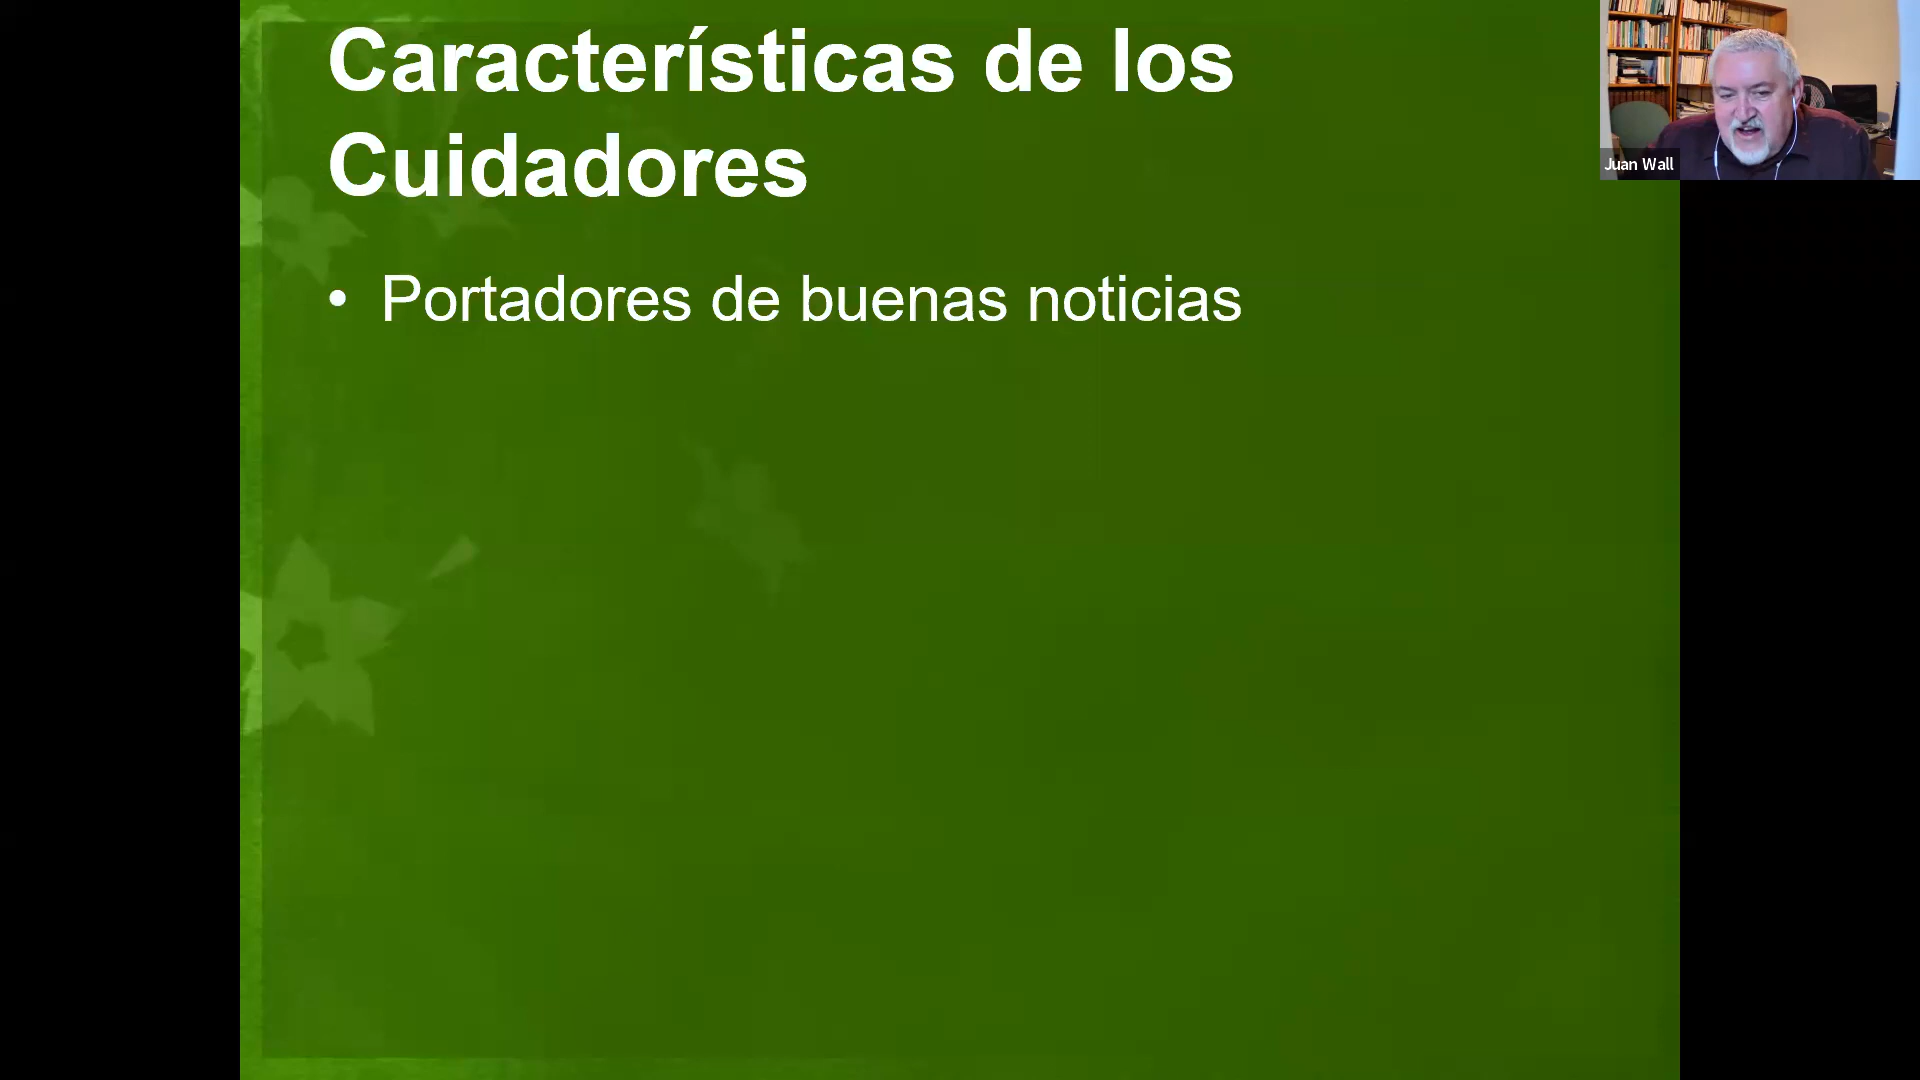 Características de los
Cuidadores
• Portadores de buenas noticias
Juan Wall